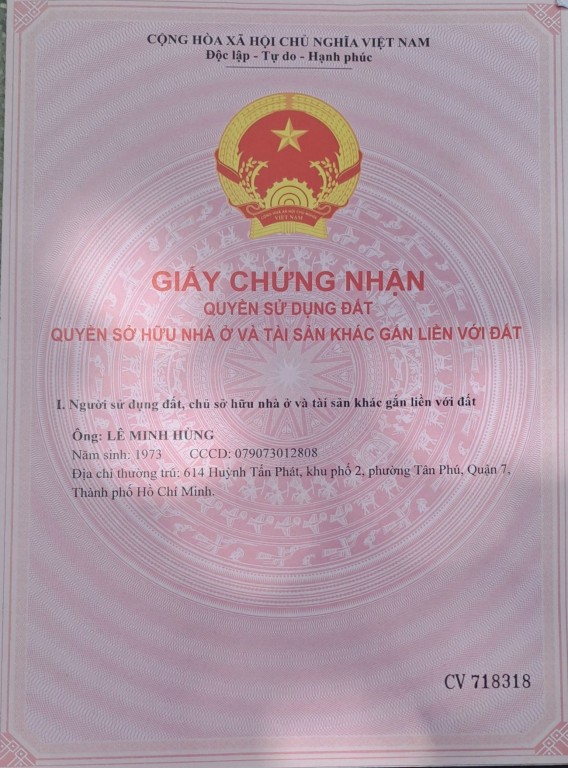 CỘNG HÒA XÃ HỘI CHỦ NGHĨA VIỆT NAM
Độc lập - Tự do - Hạnh phúc
VIỆT NAM
GIẤY CHỨNG NHẬN
QUYỀN SỬ DỤNG ĐẤT
QUYỀN SỞ HỮU NHÀ Ở VÀ TÀI SẢN KHÁC GẮN LIỀN VỚI ĐẤT
I. Người sử dụng đất, chủ sở hữu nhà ở và tài sản khác gắn liền với đất
Ông: LÊ MINH HÙNG
Năm sinh: 1973 CCCD: 079073012808
Địa chỉ thường trú: 614 Huỳnh Tấn Phát, khu phố 2, phường Tân Phú, Quận 7,
Thành phố Hồ Chí Minh.
CV 718318